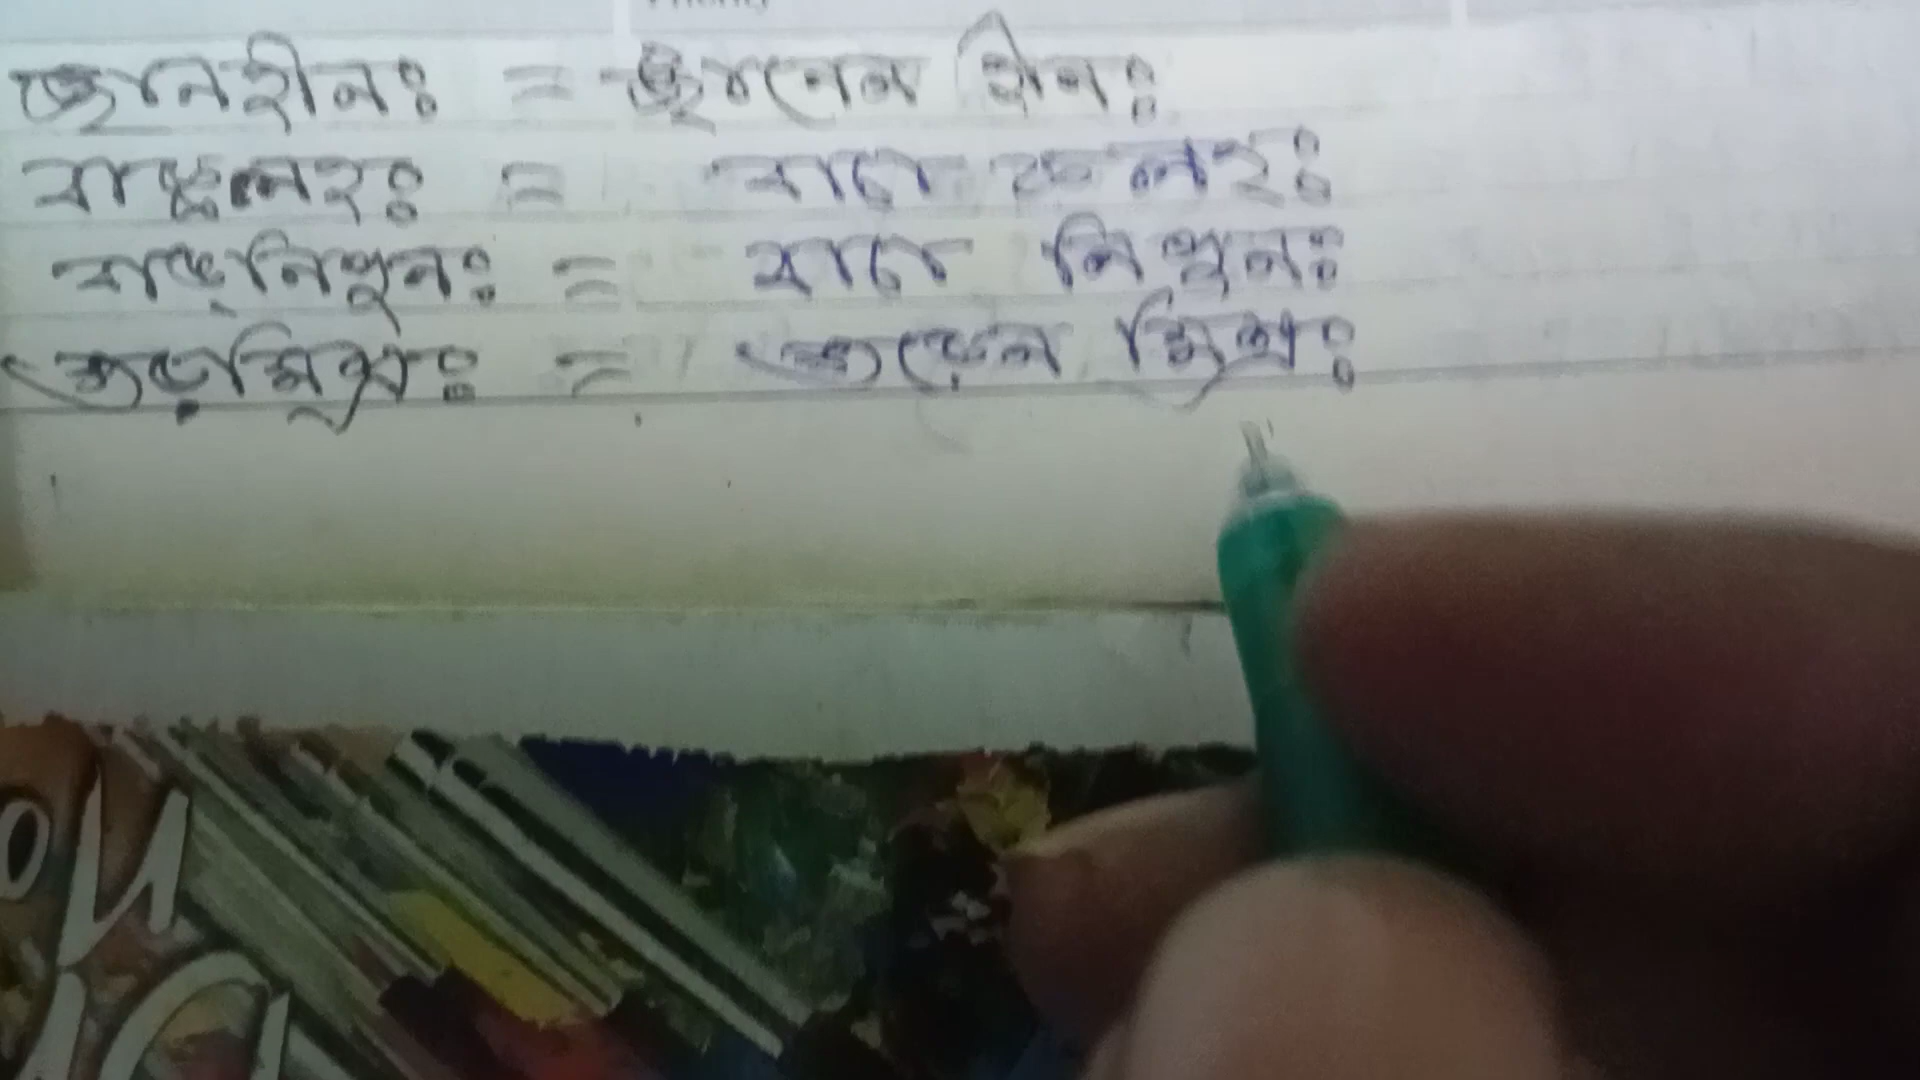 জ্ঞানহীনঃ = জ্ঞানেন হীনঃ
বাক্কলহঃ = বাচা কলহঃ
বাঙ্‌নিপুনঃ = বাচা নিপুনঃ
গুড়মিশ্রঃ = গুড়েন মিশ্রঃ